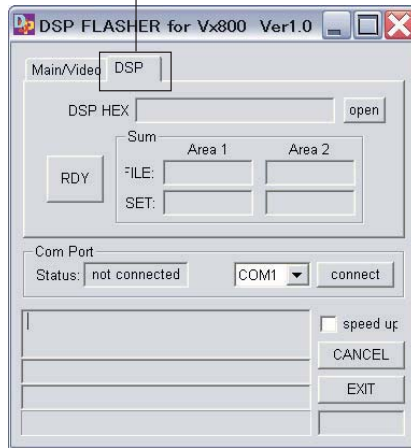 DSP FLASHER for Vx800 Ver1.0
Main/Video DSP
DSP HEX open
Sum
Area 1 Area 2
RDY FILE:
SET:
Com Port
Status: not connected COM1 connect
speed up
CANCEL
EXIT